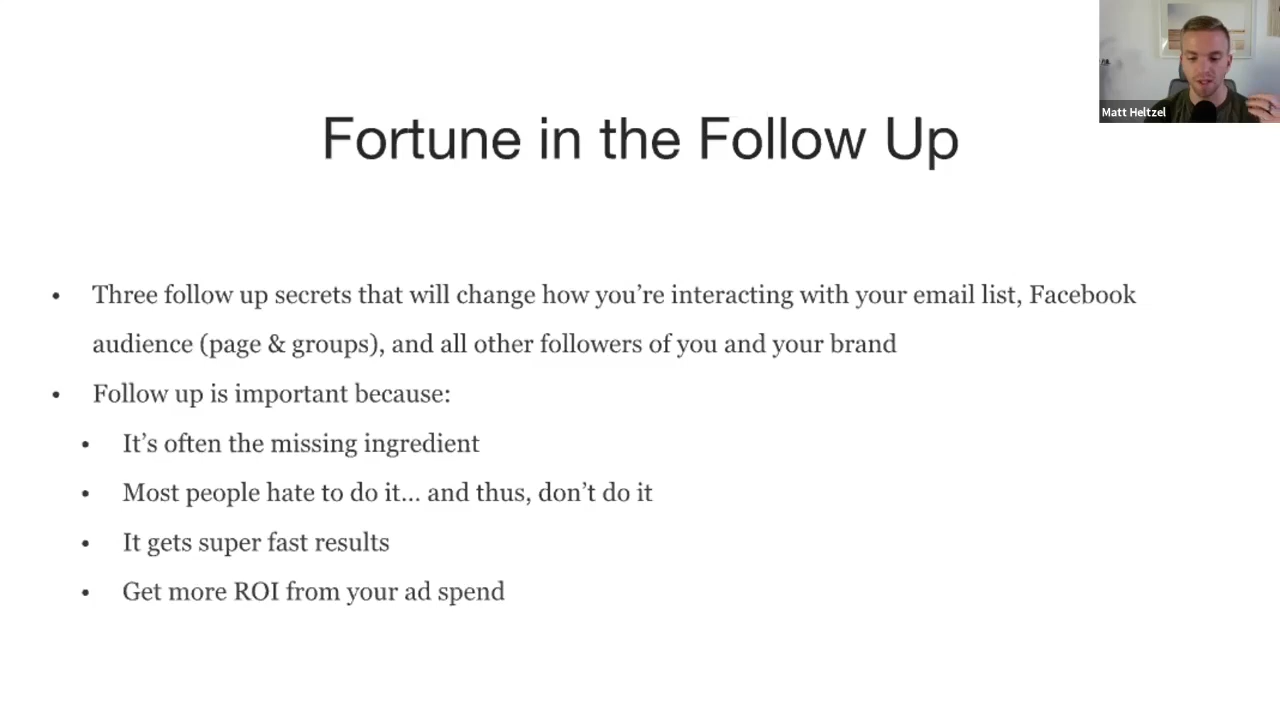 Matt Heltzel
Fortune in the Follow Up
• Three follow up secrets that will change how you’re interacting with your email list, Facebook
audience (page & groups), and all other followers of you and your brand
• Follow up is important because:
• It’s often the missing ingredient
• Most people hate to do it... and thus, don’t do it
• It gets super fast results
• Get more ROI from your ad spend